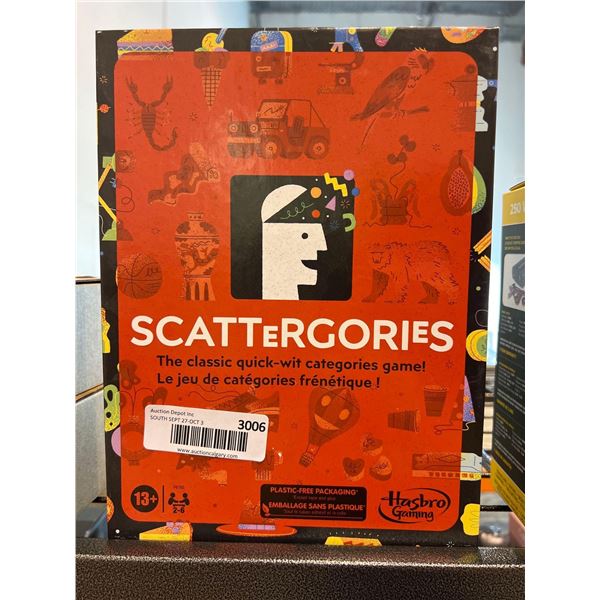 SCATTERGORIES
The classic quick-wit categories game!
Le jeu de catégories frénétique !
Auction Depot Inc
SOUTH SEPT 27-OCT 3
3006
www.auctioncalgary.com
13+
2-6
PLASTIC-FREE PACKAGING*
EMBALLAGE SANS PLASTIQUE*
Hasbro
Gaming
250